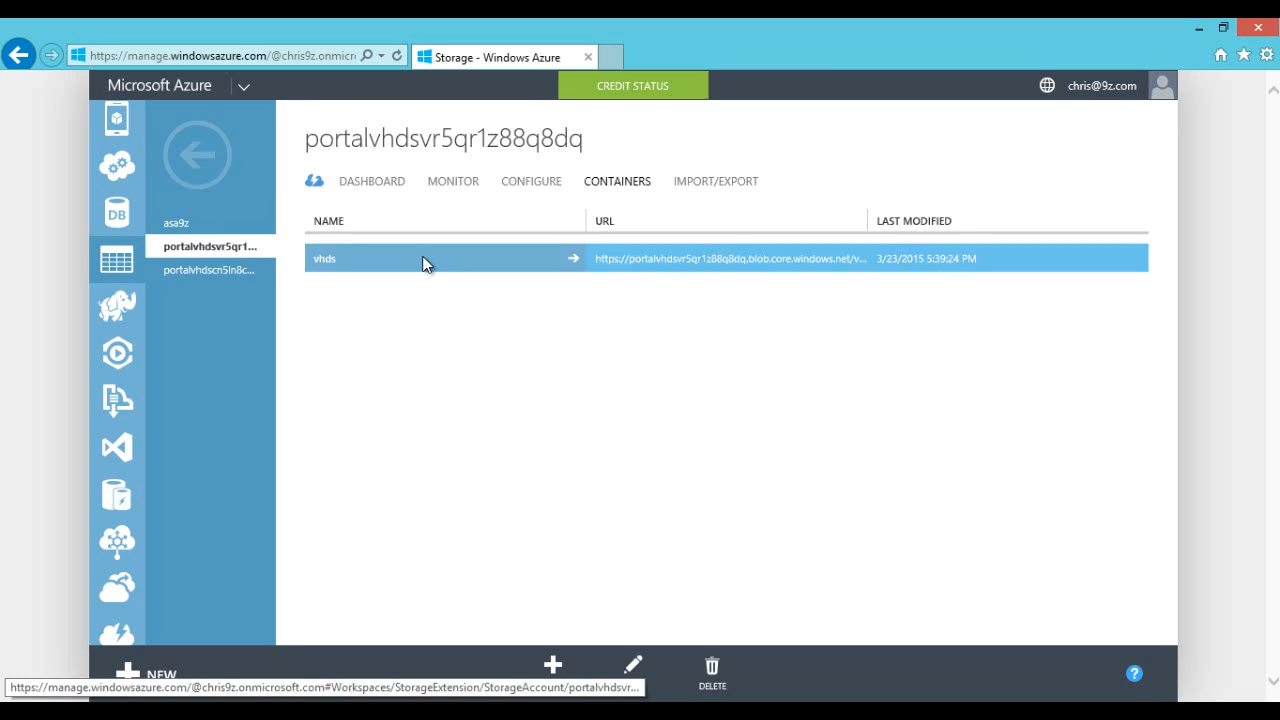 https://manage.windowsazure.com/@chris9z.onmicr
Storage - Windows Azure
Microsoft Azure
CREDIT STATUS
chris@9z.com
portalvhdsvr5qr1z88q8dq
DASHBOARD MONITOR CONFIGURE CONTAINERS IMPORT/EXPORT
NAME URL LAST MODIFIED
vhds https://portalvhdsvr5qr1z88q8dq.blob.core.windows.net/v... 3/23/2015 5:39:24 PM
DB
asa9z
portalvhdsvr5qr1...
portalvhdscn5ln8c...
NEW
DELETE
?
https://manage.windowsazure.com/@chris9z.onmicrosoft.com#Workspaces/StorageExtension/StorageAccount/portalvhdsvr...